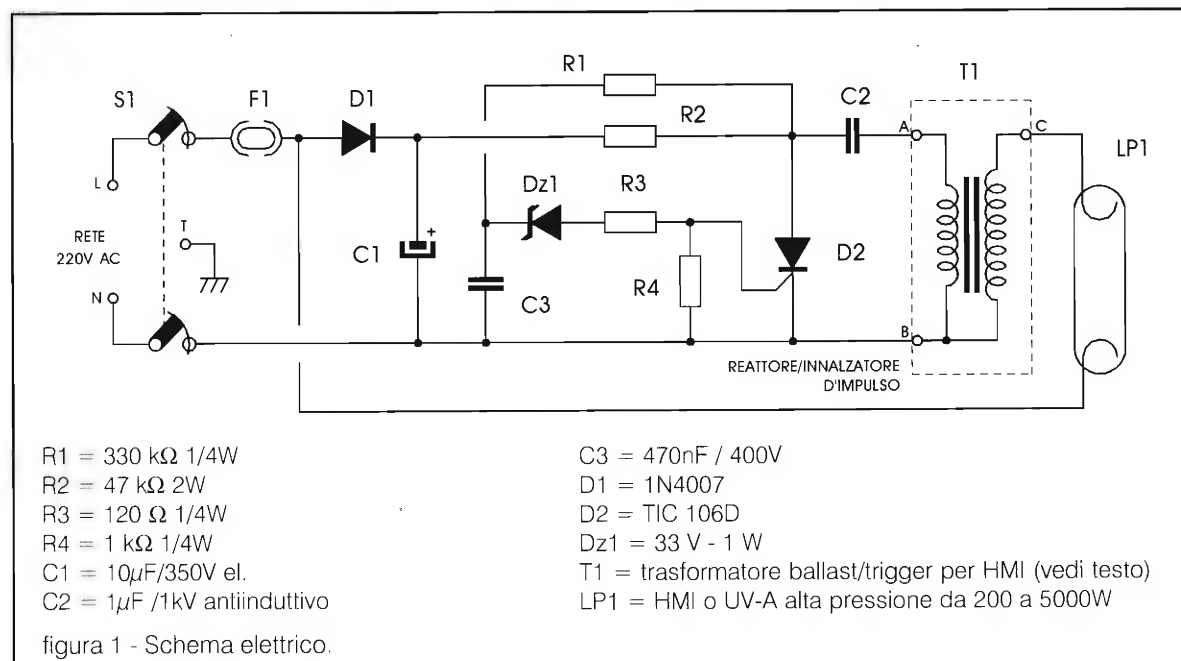 S1
F1
D1
R1
R2
C2
T1
A
C
LP1
L
T
RETE
220V AC
N
C1
+
Dz1
R3
C3
R4
D2
B
REATTORE/INNALZATORE
D'IMPULSO
R1 = 330 kΩ 1/4W
R2 = 47 kΩ 2W
R3 = 120 Ω 1/4W
R4 = 1 kΩ 1/4W
C1 = 10µF/350V el.
C2 = 1µF /1kV antiinduttivo
C3 = 470nF / 400V
D1 = 1N4007
D2 = TIC 106D
Dz1 = 33 V - 1 W
T1 = trasformatore ballast/trigger per HMI (vedi testo)
LP1 = HMI o UV-A alta pressione da 200 a 5000W
figura 1 - Schema elettrico.